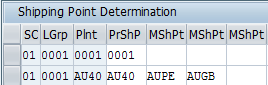 Shipping Point Determination
SC LGrp Plnt PrShP MShPt MShPt MShPt
01 0001 0001 0001
01 0001 AU40 AU40 AUPE AUGB